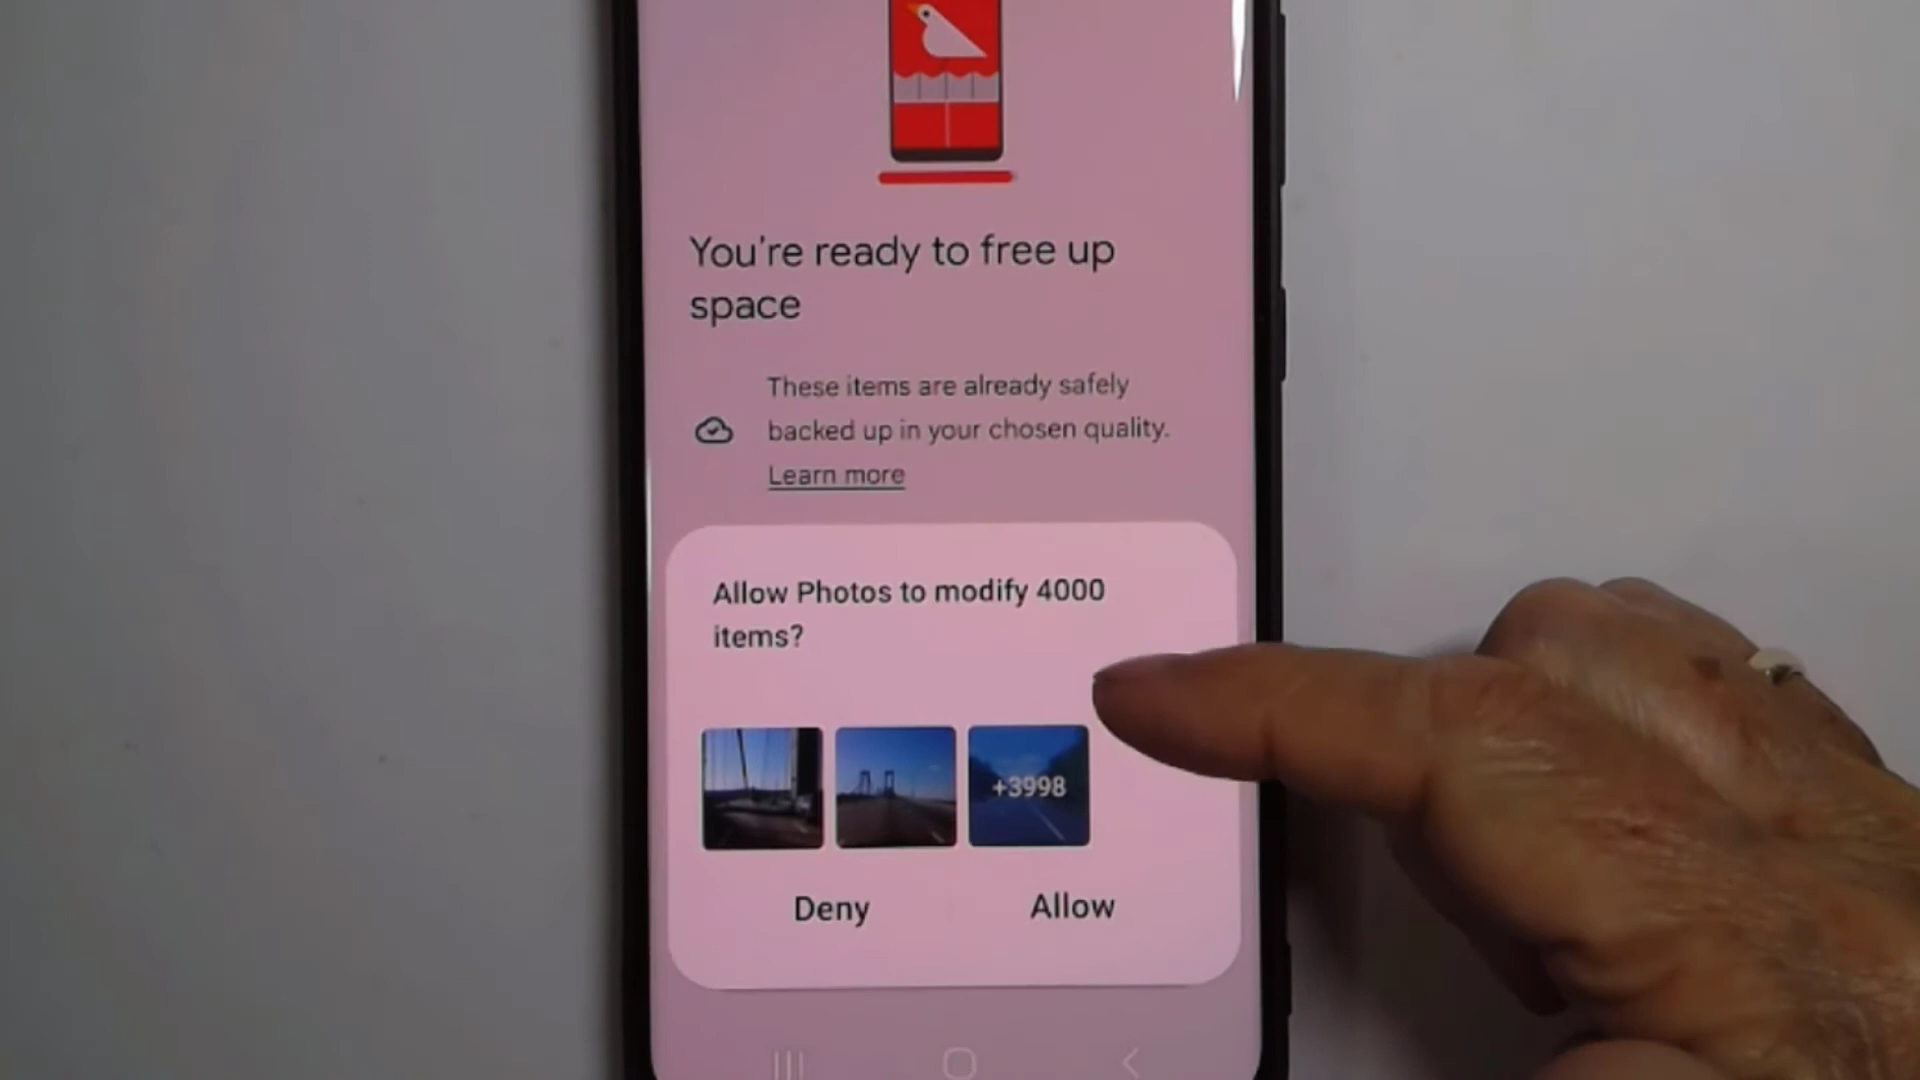 You're ready to free up
space
These items are already safely
backed up in your chosen quality.
Learn more
Allow Photos to modify 4000
items?
+3998
Deny
Allow